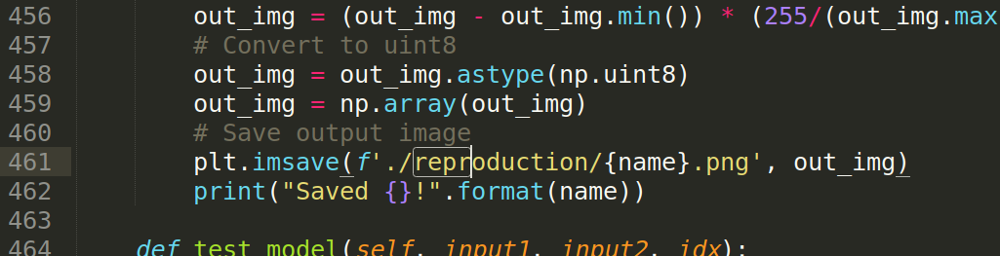 456 out_img = (out_img - out_img.min()) * (255/(out_img.max
457 # Convert to uint8
458 out_img = out_img.astype(np.uint8)
459 out_img = np.array(out_img)
460 # Save output image
461 plt.imsave(f'./reproduction/{name}.png', out_img)
462 print("Saved {}!".format(name))
463
464 def test_model(self, input1, input2, idx):